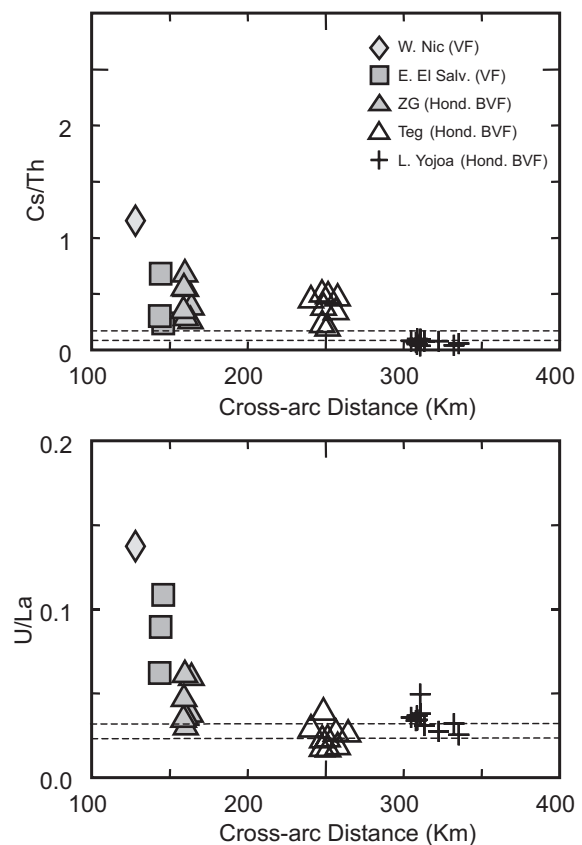 W. Nic (VF)
E. El Salv. (VF)
ZG (Hond. BVF)
Teg (Hond. BVF)
L. Yojoa (Hond. BVF)
Cs/Th
2
1
0
100
200
300
400
Cross-arc Distance (Km)
U/La
0.2
0.1
0.0
100
200
300
400
Cross-arc Distance (Km)